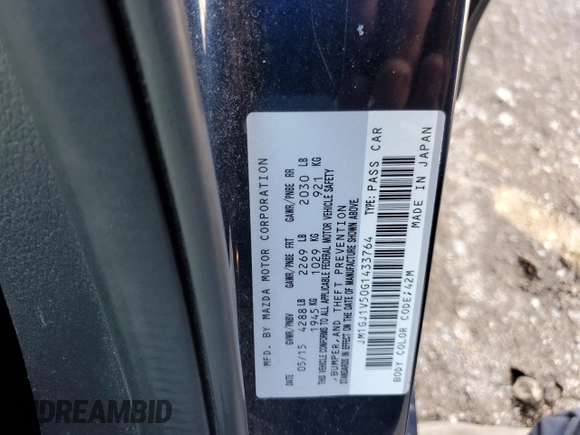 MFD. BY MAZDA MOTOR CORPORATION
DATE GVWR/PNBV GAWR/PNBE FRT GAWR/PNBE RR
05/15 4288 LB 2269 LB 2030 LB
1945 KG 1029 KG 921 KG
THIS VEHICLE CONFORMS TO ALL APPLICABLE FEDERAL MOTOR VEHICLE SAFETY
, BUMPER, AND THEFT PREVENTION
STANDARDS IN EFFECT ON THE DATE OF MANUFACTURE SHOWN ABOVE.
JM1GJ1V50G1433764 TYPE: PASS CAR
BODY COLOR CODE;42M MADE IN JAPAN
DREAMBID